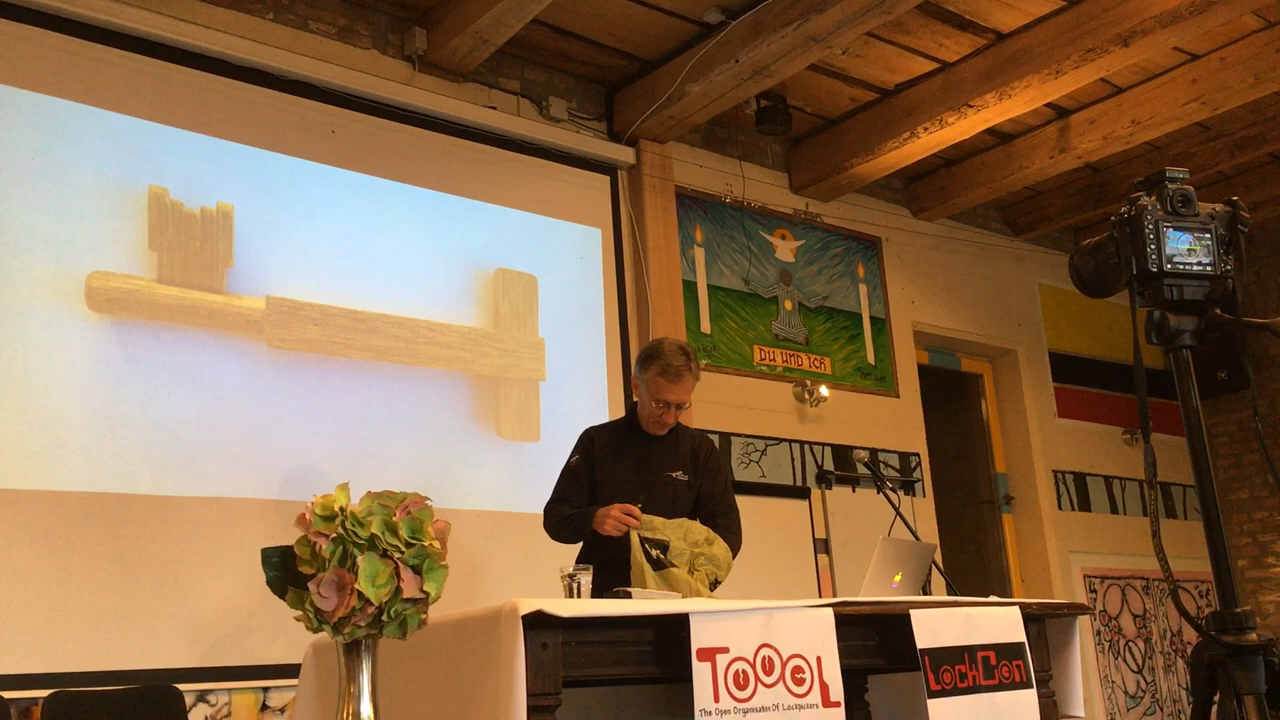 DU UND ICH
TOOOL
The Open Organisation Of Lockpickers
LockCon